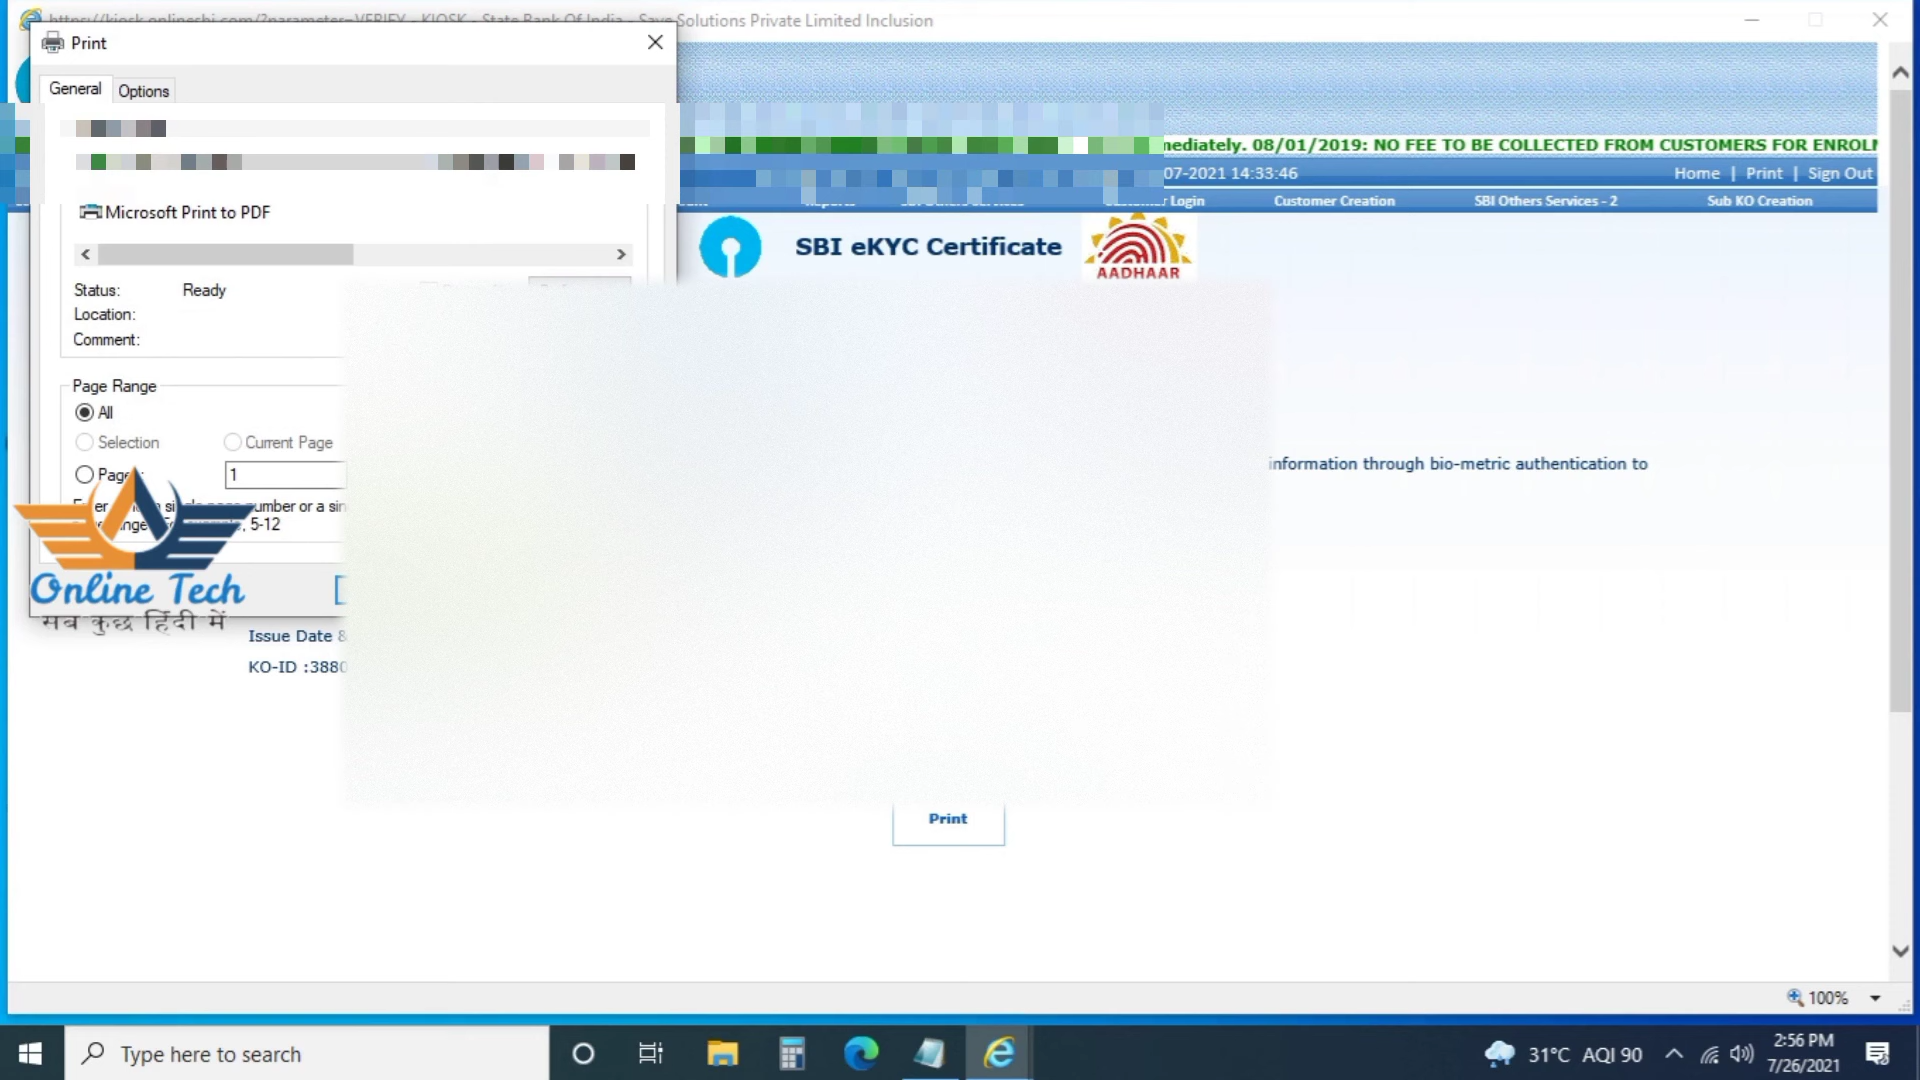 Solutions Private Limited Inclusion
Print
General
Options
mediately. 08/01/2019: NO FEE TO BE COLLECTED FROM CUSTOMERS FOR ENROL
07-2021 14:33:46
Home | Print | Sign Out
Login
Customer Creation
SBI Others Services - 2
Sub KO Creation
Microsoft Print to PDF
SBI eKYC Certificate
AADHAAR
Status: Ready
Location:
Comment:
Page Range
All
Selection
Current Page
1
5-12
information through bio-metric authentication to
Online Tech
सब कुछ हिंदी में
Issue Date &
KO-ID :3880
Print
100%
Type here to search
31°C AQI 90
2:56 PM
7/26/2021